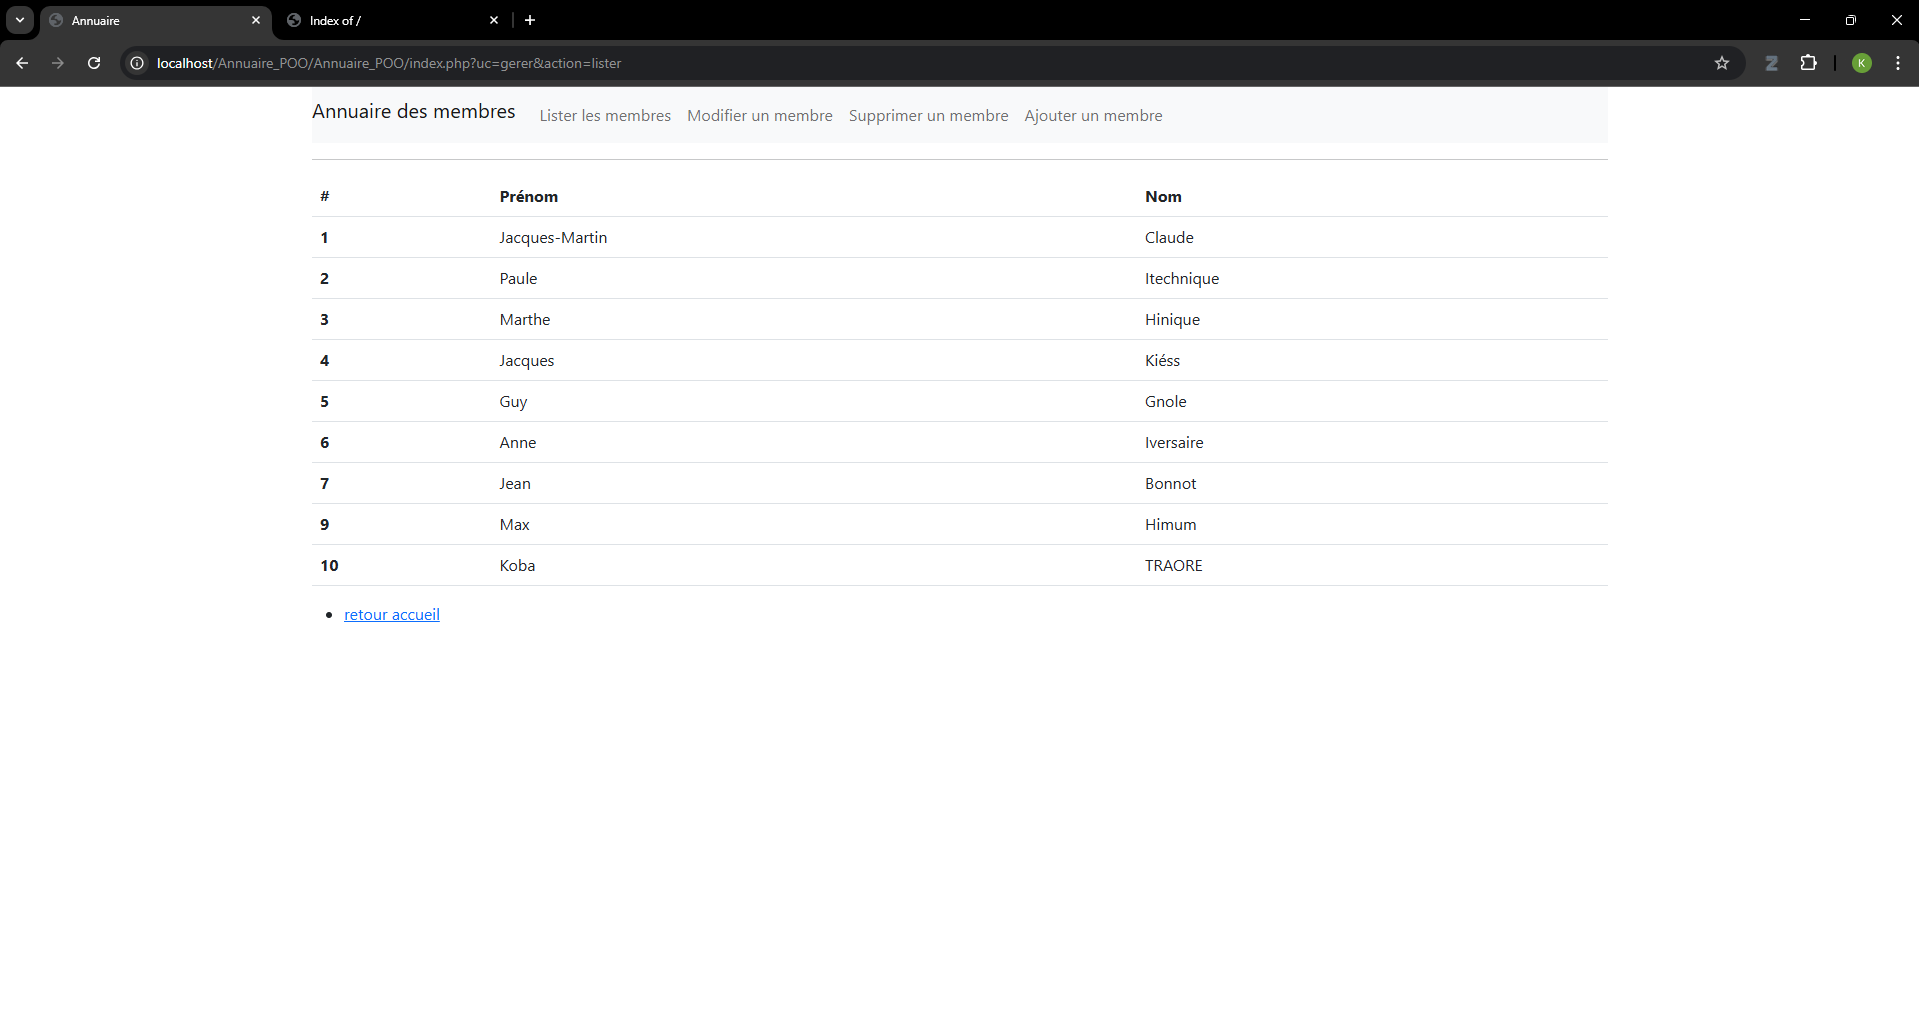 Annuaire
Index of /
localhost/Annuaire_POO/Annuaire_POO/index.php?uc=gerer&action=lister
Z
K
Annuaire des membres Lister les membres Modifier un membre Supprimer un membre Ajouter un membre
# Prénom Nom
1 Jacques-Martin Claude
2 Paule Itechnique
3 Marthe Hinique
4 Jacques Kiéss
5 Guy Gnole
6 Anne Iversaire
7 Jean Bonnot
9 Max Himum
10 Koba TRAORE
retour accueil